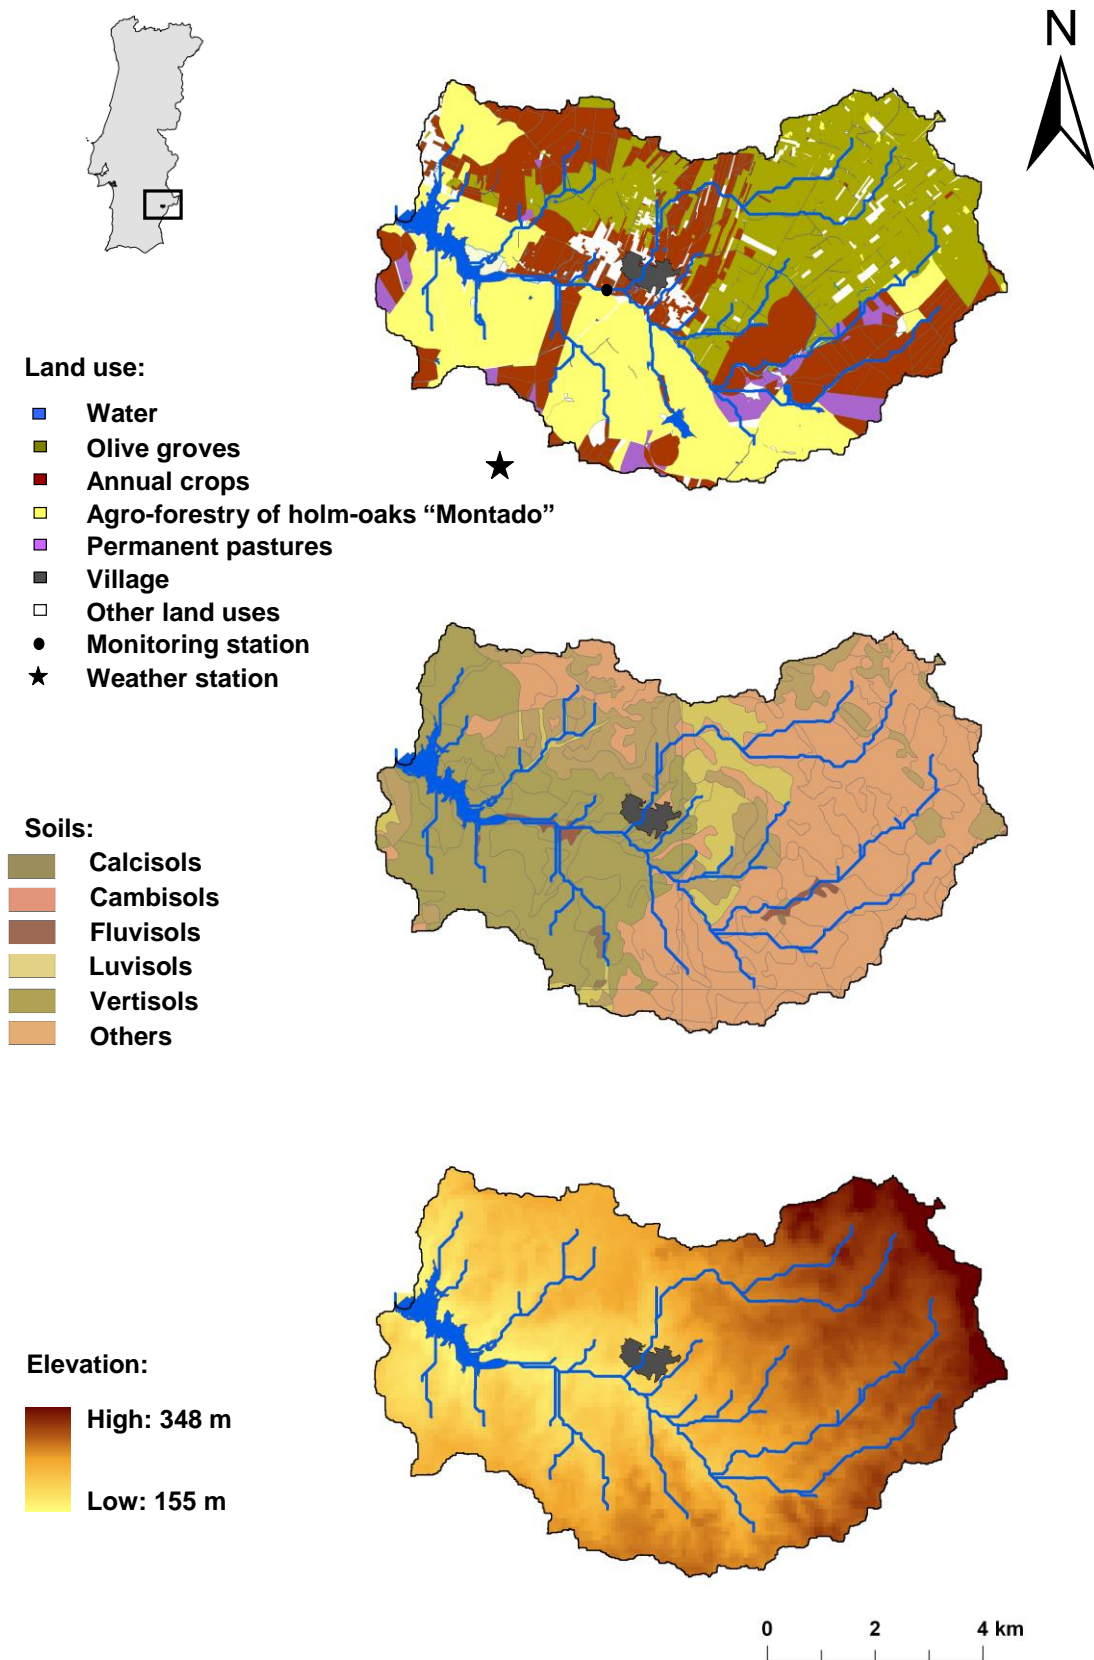 N
Land use:
Water
Olive groves
Annual crops
Agro-forestry of holm-oaks “Montado”
Permanent pastures
Village
Other land uses
Monitoring station
Weather station
Soils:
Calcisols
Cambisols
Fluvisols
Luvisols
Vertisols
Others
Elevation:
High: 348 m
Low: 155 m
0 2 4 km